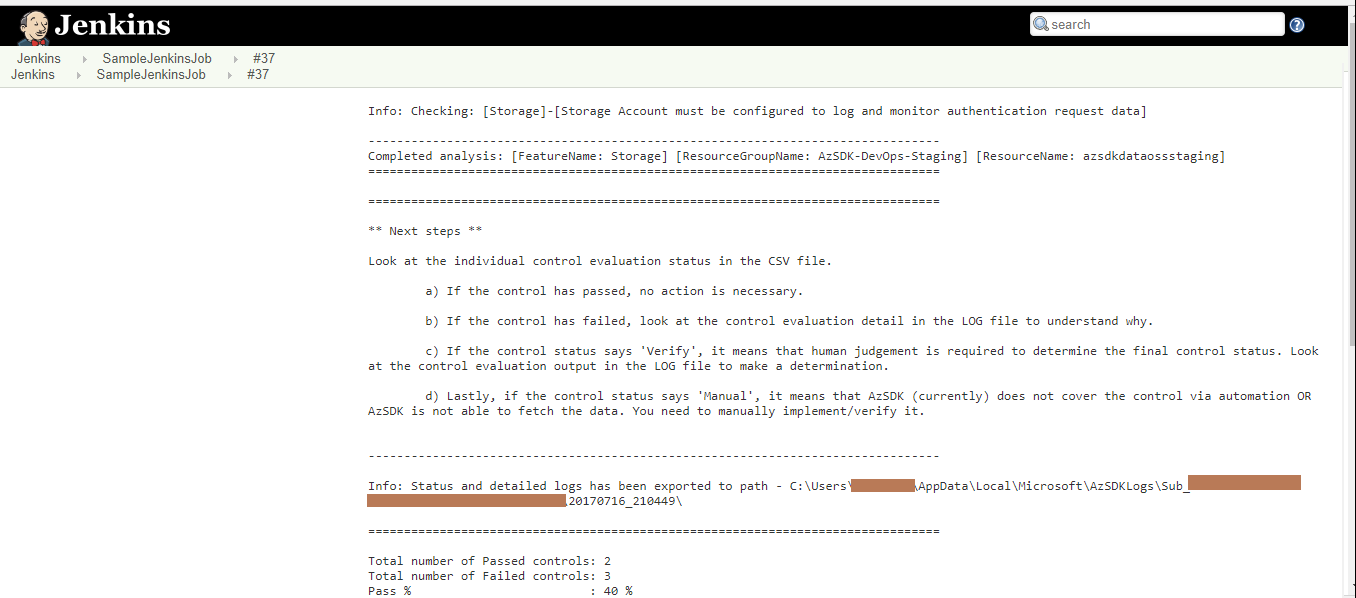 Jenkins
search
?
Jenkins SampleJenkinsJob #37
Jenkins SampleJenkinsJob #37
Info: Checking: [Storage]-[Storage Account must be configured to log and monitor authentication request data]
--------------------------------------------------------------------------------
Completed analysis: [FeatureName: Storage] [ResourceGroupName: AzSDK-DevOps-Staging] [ResourceName: azsdkdataossstaging]
================================================================================
================================================================================
** Next steps **
Look at the individual control evaluation status in the CSV file.
a) If the control has passed, no action is necessary.
b) If the control has failed, look at the control evaluation detail in the LOG file to understand why.
c) If the control status says 'Verify', it means that human judgement is required to determine the final control status. Look
at the control evaluation output in the LOG file to make a determination.
d) Lastly, if the control status says 'Manual', it means that AzSDK (currently) does not cover the control via automation OR
AzSDK is not able to fetch the data. You need to manually implement/verify it.
--------------------------------------------------------------------------------
Info: Status and detailed logs has been exported to path - C:\Users\ \AppData\Local\Microsoft\AzSDKLogs\Sub_
20170716_210449\
================================================================================
Total number of Passed controls: 2
Total number of Failed controls: 3
Pass % : 40 %